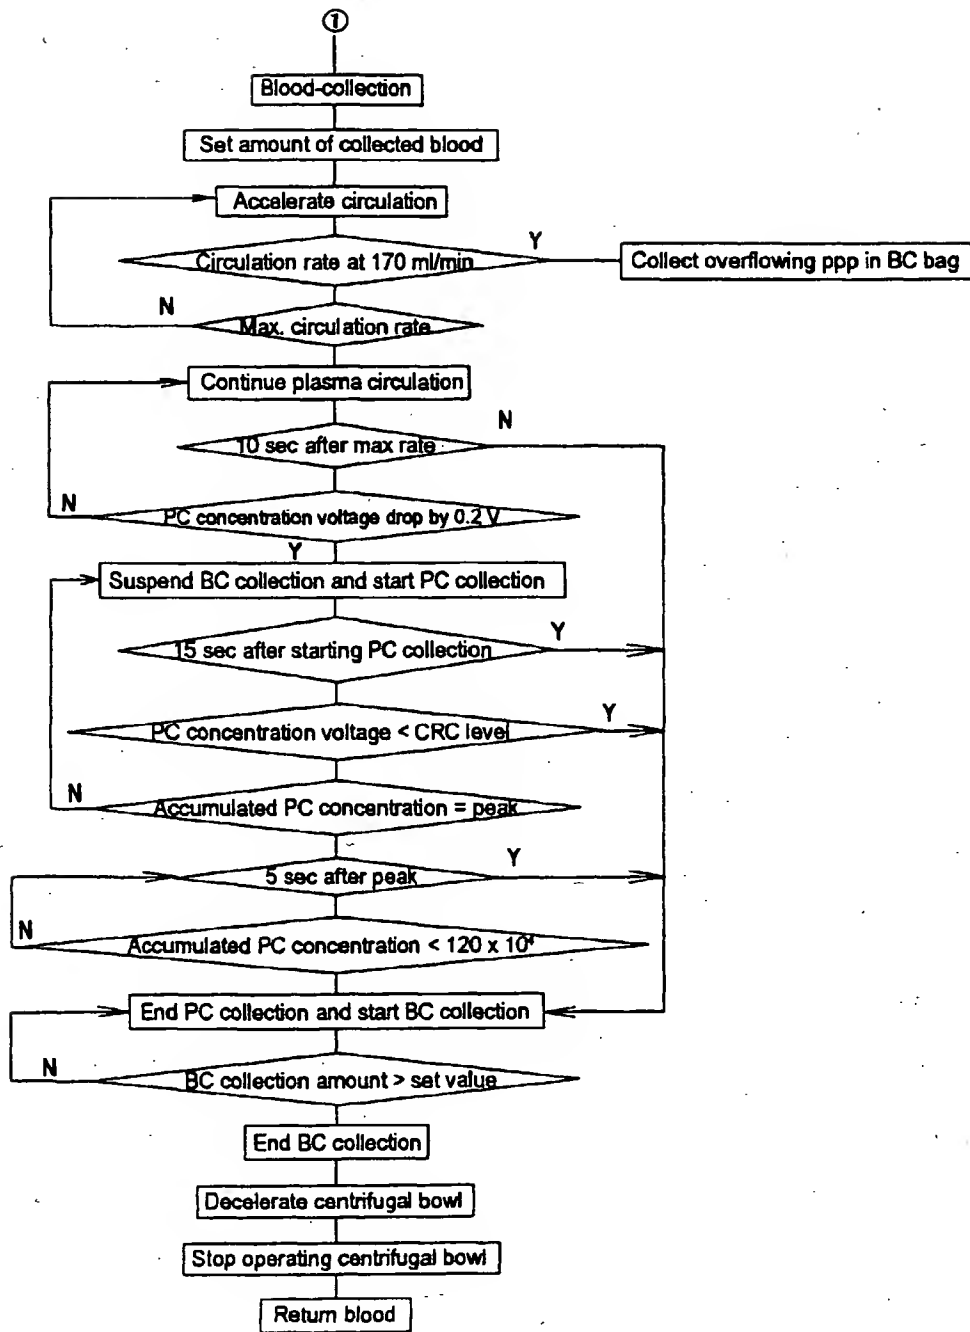 ①
Blood-collection
Set amount of collected blood
Accelerate circulation
Y
Circulation rate at 170 ml/min
Collect overflowing ppp in BC bag
N
Max. circulation rate
Continue plasma circulation
N
10 sec after max rate
N
PC concentration voltage drop by 0.2 V
Y
Suspend BC collection and start PC collection
Y
15 sec after starting PC collection
Y
PC concentration voltage < CRC level
N
Accumulated PC concentration = peak
Y
5 sec after peak
N
Accumulated PC concentration < 120 x 10⁴
End PC collection and start BC collection
N
BC collection amount > set value
End BC collection
Decelerate centrifugal bowl
Stop operating centrifugal bowl
Return blood